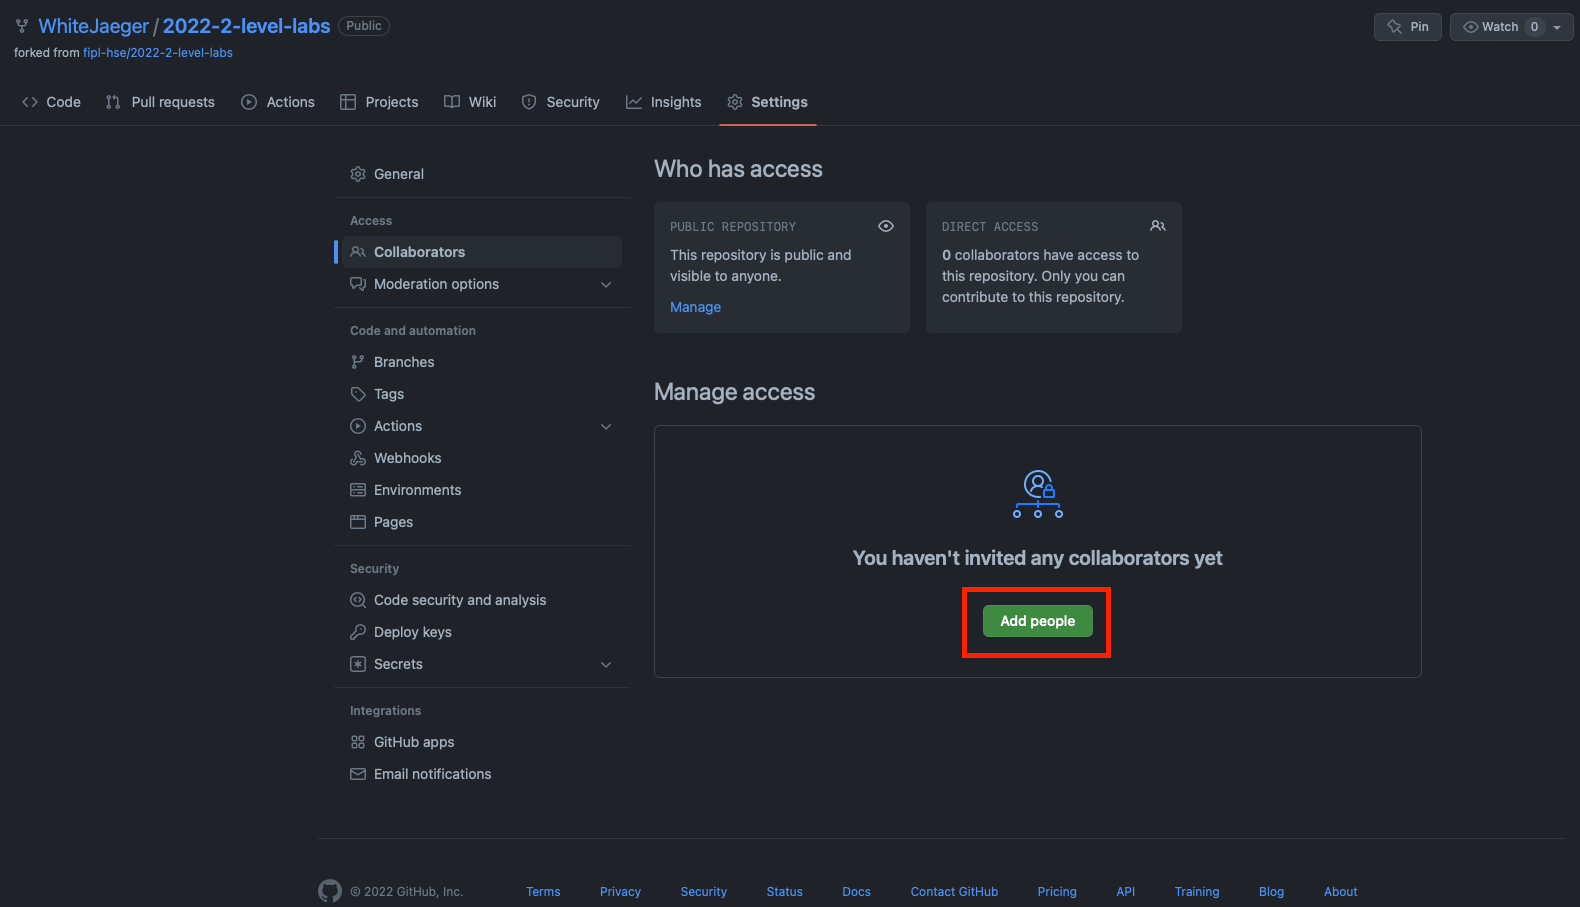 WhiteJaeger / 2022-2-level-labs Public
Pin
Watch 0
forked from fipl-hse/2022-2-level-labs
Code Pull requests Actions Projects Wiki Security Insights Settings
General
Access
Collaborators
Moderation options
Code and automation
Branches
Tags
Actions
Webhooks
Environments
Pages
Security
Code security and analysis
Deploy keys
Secrets
Integrations
GitHub apps
Email notifications
Who has access
PUBLIC REPOSITORY
This repository is public and
visible to anyone.
Manage
DIRECT ACCESS
0 collaborators have access to
this repository. Only you can
contribute to this repository.
Manage access
You haven't invited any collaborators yet
Add people
© 2022 GitHub, Inc. Terms Privacy Security Status Docs Contact GitHub Pricing API Training Blog About